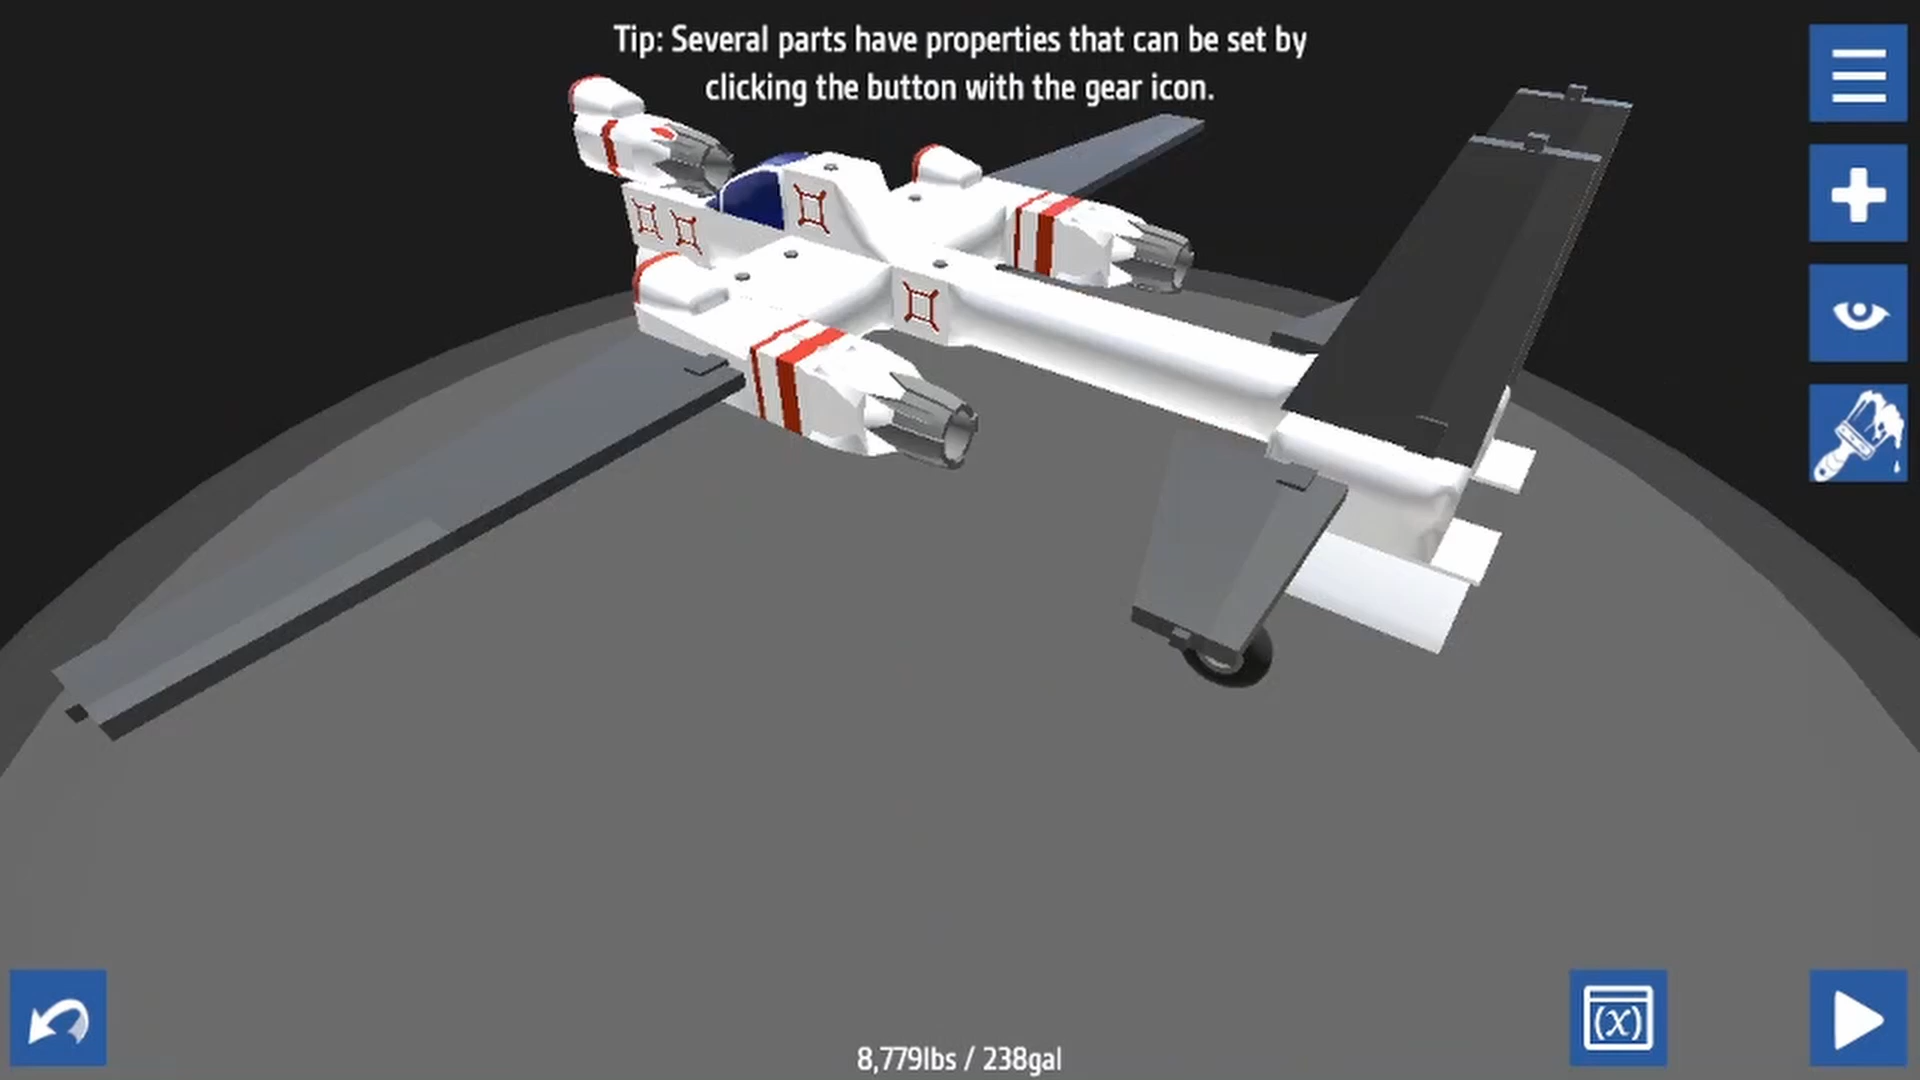 Tip: Several parts have properties that can be set by
clicking the button with the gear icon.
(x)
8,779lbs / 238gal